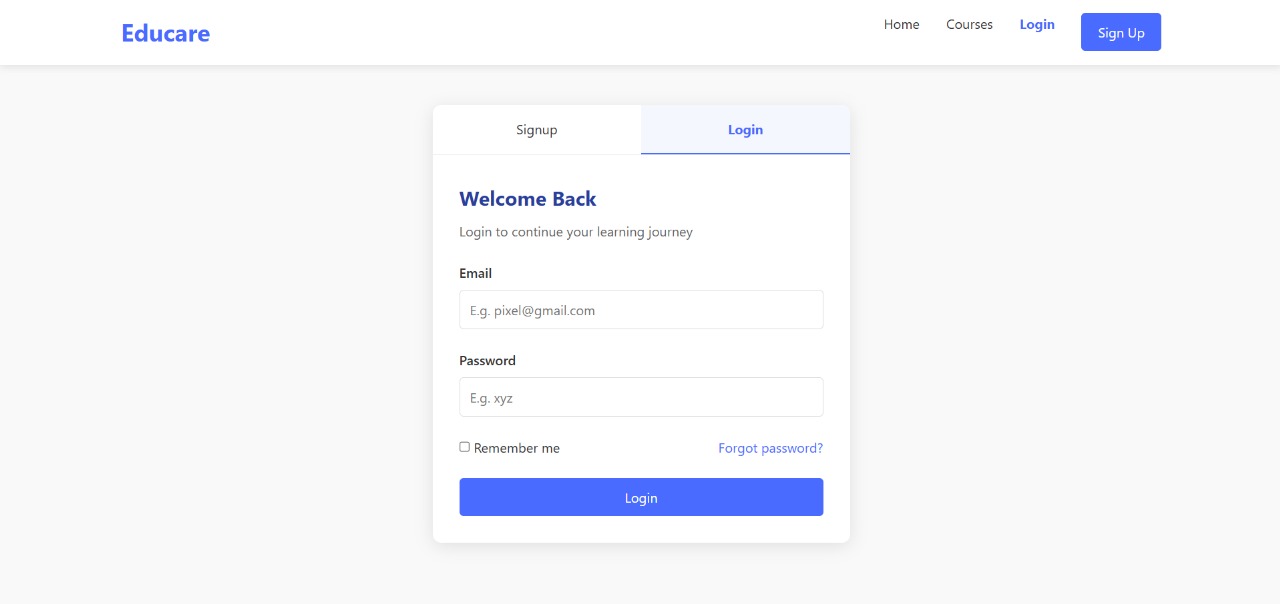 Educare
Home Courses Login Sign Up
Signup Login
Welcome Back
Login to continue your learning journey
Email
E.g. pixel@gmail.com
Password
E.g. xyz
Remember me Forgot password?
Login